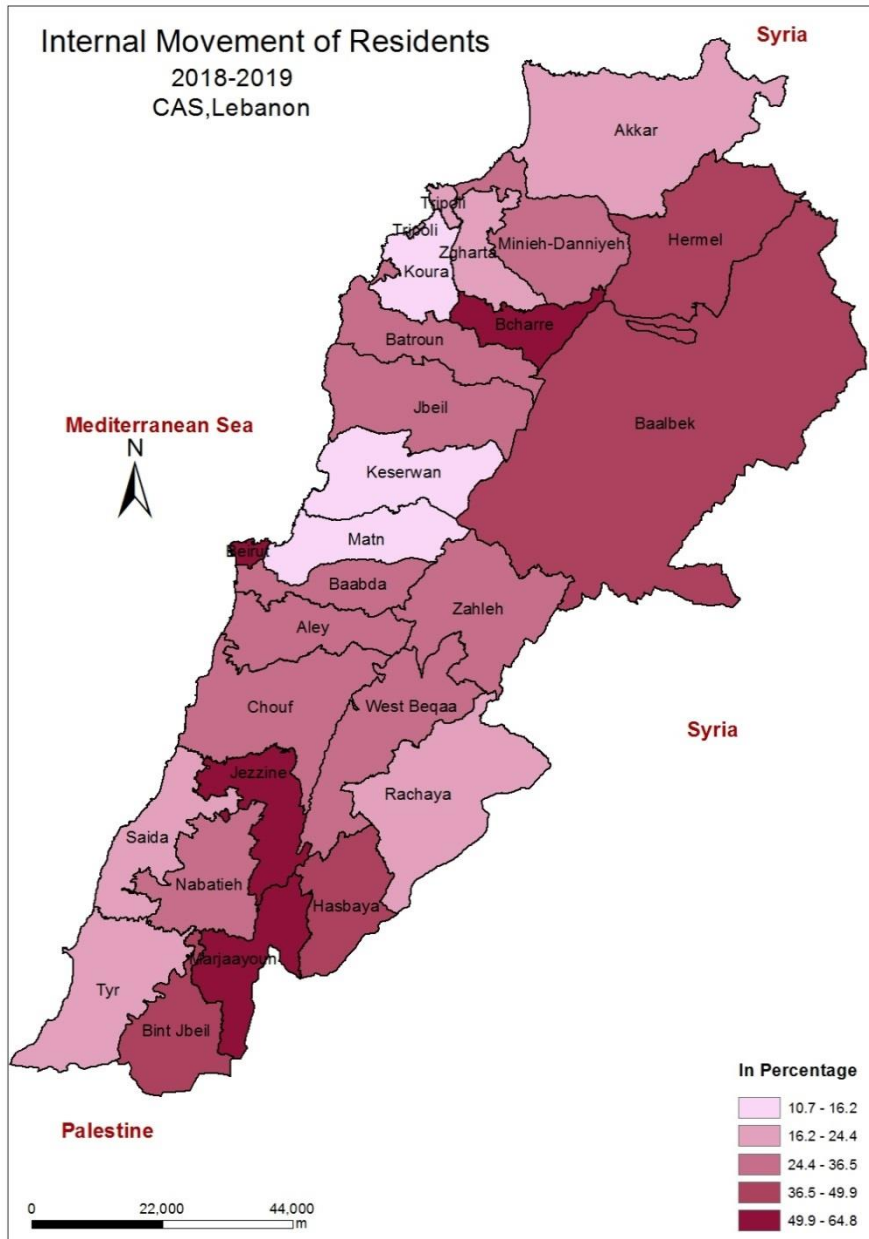 Internal Movement of Residents
2018-2019
CAS,Lebanon
Syria
Akkar
Tripoli
Tripoli
Zgharta
Minieh-Danniyeh
Hermel
Koura
Bcharre
Batroun
Jbeil
Baalbek
Mediterranean Sea
N
Keserwan
Matn
Beirut
Baabda
Zahleh
Aley
Chouf
West Beqaa
Syria
Jezzine
Rachaya
Saida
Nabatieh
Hasbaya
Marjaayoun
Tyr
Bint Jbeil
Palestine
In Percentage
10.7 - 16.2
16.2 - 24.4
24.4 - 36.5
36.5 - 49.9
49.9 - 64.8
0 22,000 44,000
m